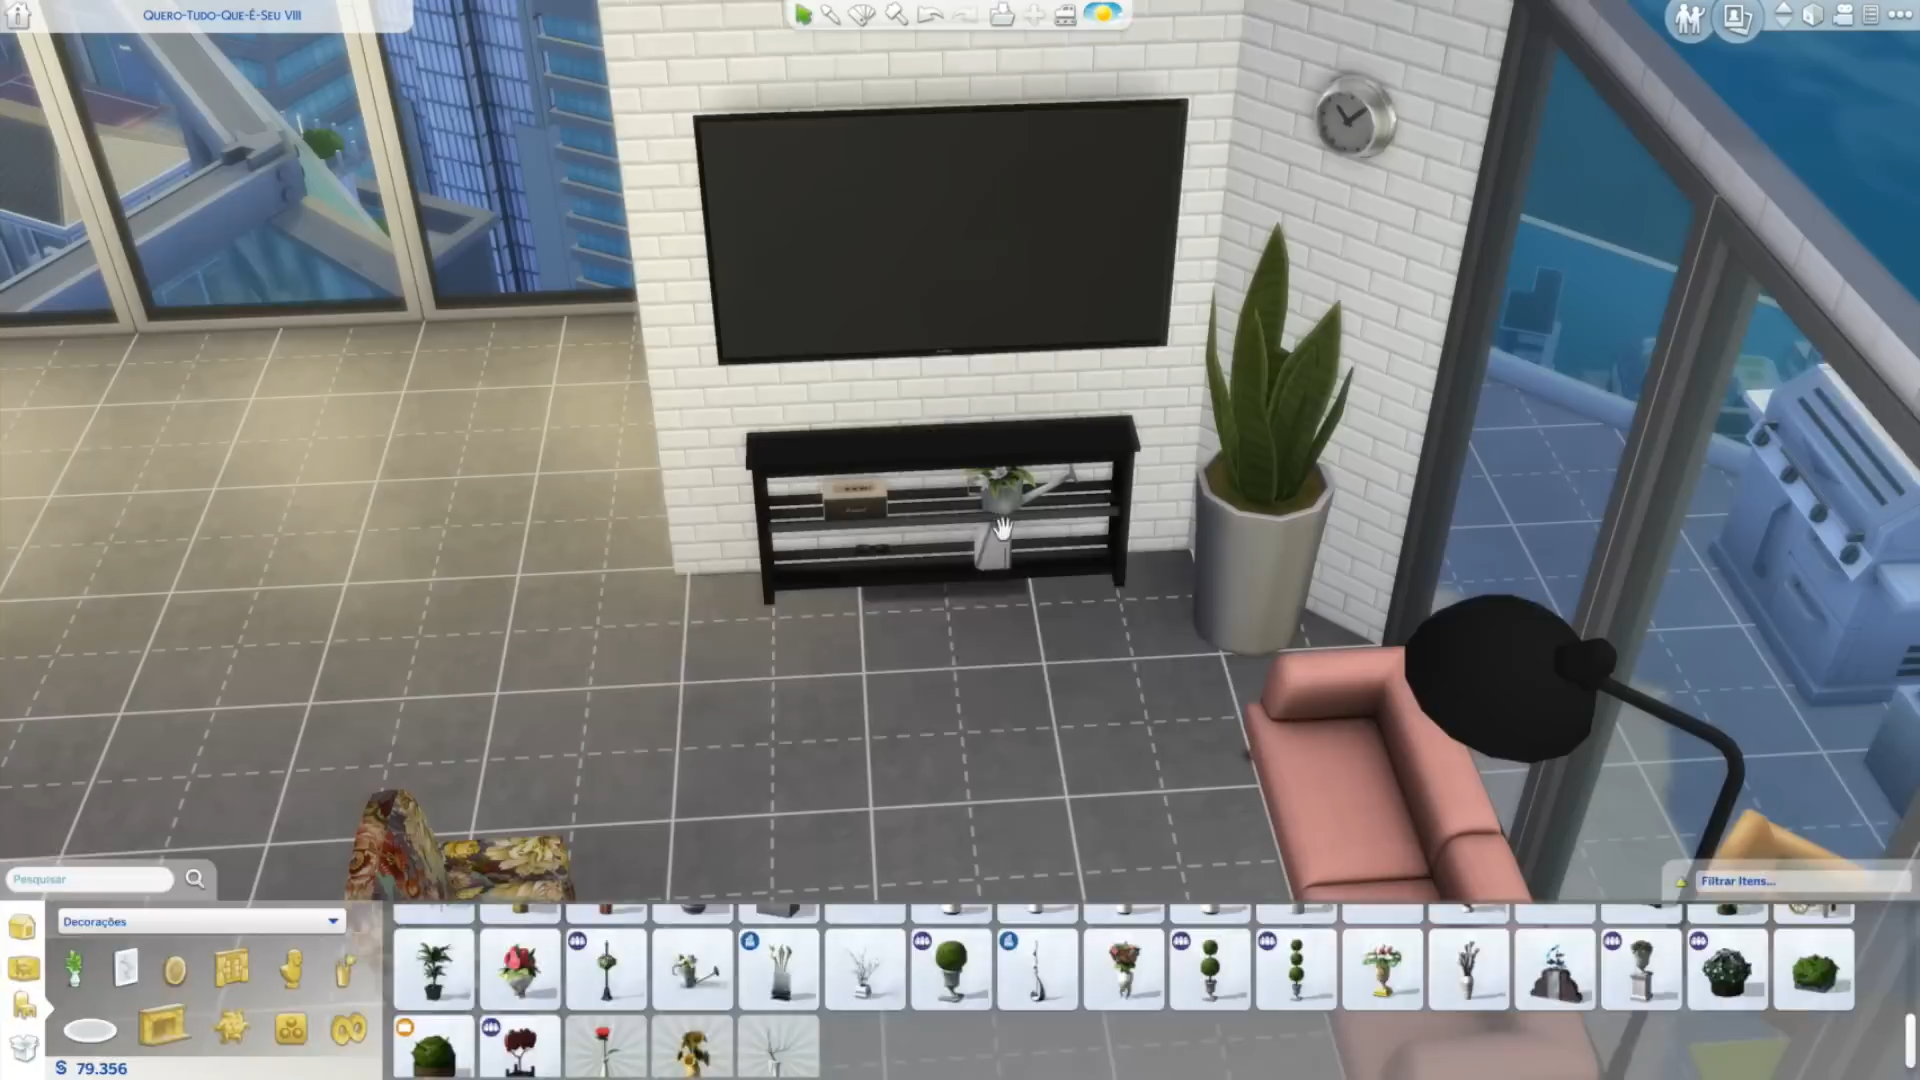 Quero-Tudo-Que-É-Seu VIII
Pesquisar
Filtrar Itens...
Decorações
S 79.356